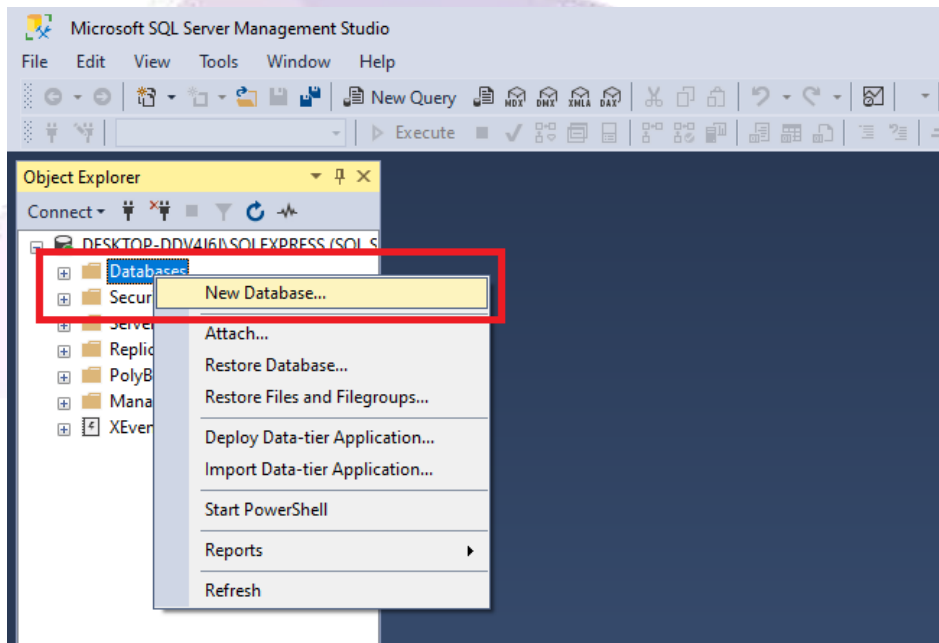 Microsoft SQL Server Management Studio
File Edit View Tools Window Help
New Query MDX DMX XMLA DAX
Execute
Object Explorer
Connect
DESKTOP-DDV4I6I\SQLEXPRESS (SQL S
Databases
New Database...
Secur
Server
Attach...
Replic
Restore Database...
PolyB
Restore Files and Filegroups...
Mana
XEven
Deploy Data-tier Application...
Import Data-tier Application...
Start PowerShell
Reports
Refresh